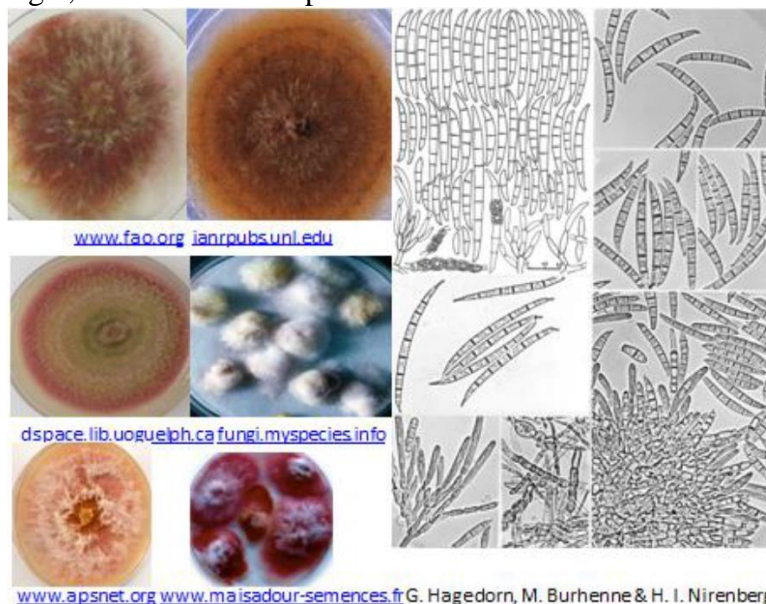 www.fao.org ianrpubs.unl.edu
dspace.lib.uoguelph.ca fungi.myspecies.info
www.apsnet.org www.maisadour-semences.fr G. Hagedorn, M. Burhenne & H. I. Nirenberg